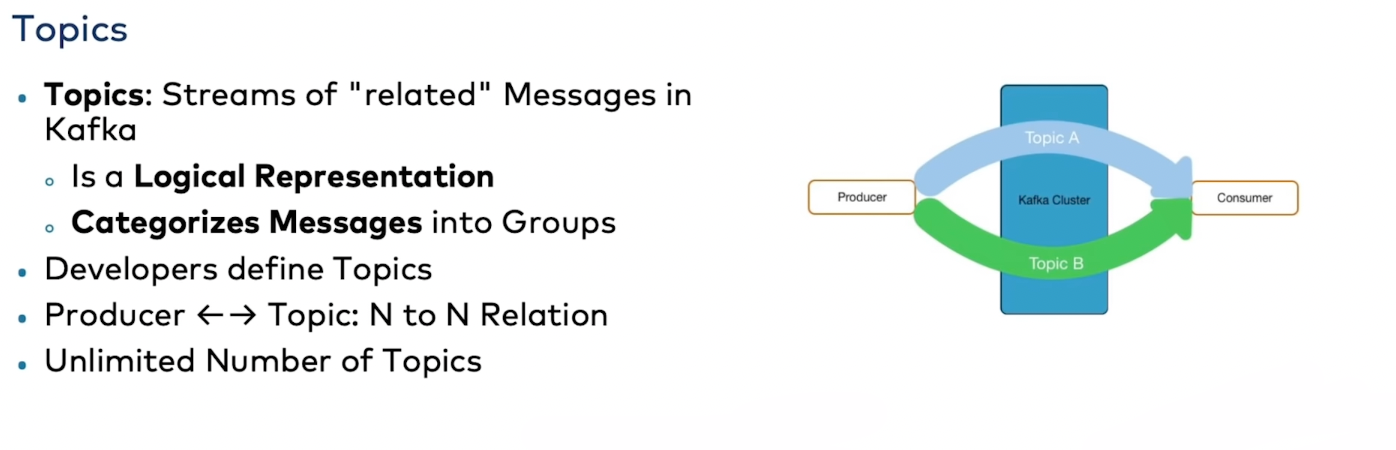 Topics
• Topics: Streams of "related" Messages in
Kafka
◦ Is a Logical Representation
◦ Categorizes Messages into Groups
• Developers define Topics
• Producer ←→ Topic: N to N Relation
• Unlimited Number of Topics
Topic A
Producer
Kafka Cluster
Consumer
Topic B